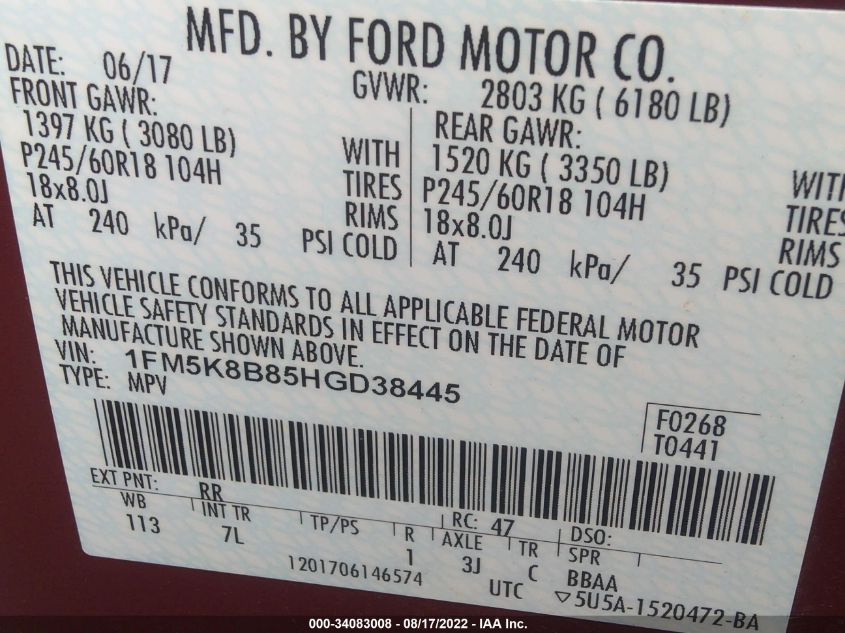 MFD. BY FORD MOTOR CO.
DATE: 06/17 GVWR: 2803 KG ( 6180 LB)
FRONT GAWR: REAR GAWR:
1397 KG ( 3080 LB) WITH 1520 KG ( 3350 LB) WITH
P245/60R18 104H TIRES P245/60R18 104H TIRES
18x8.0J RIMS 18x8.0J RIMS
AT 240 kPa/ 35 PSI COLD AT 240 kPa/ 35 PSI COLD
THIS VEHICLE CONFORMS TO ALL APPLICABLE FEDERAL MOTOR
VEHICLE SAFETY STANDARDS IN EFFECT ON THE DATE OF
MANUFACTURE SHOWN ABOVE.
VIN: 1FM5K8B85HGD38445
TYPE: MPV
F0268
T0441
EXT PNT: RR RC: 47 DSO:
WB INT TR TP/PS R AXLE TR SPR
113 7L 1 3J C BBAA
1201706146574 UTC ▽5U5A-1520472-BA
000-34083008 - 08/17/2022 - IAA Inc.